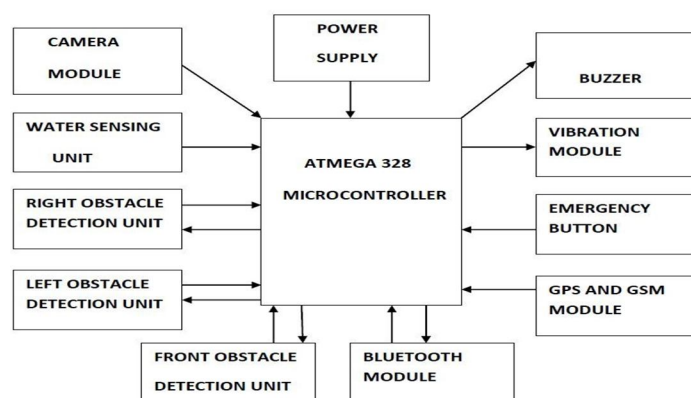 CAMERA
MODULE
POWER
SUPPLY
BUZZER
WATER SENSING
UNIT
ATMEGA 328
MICROCONTROLLER
VIBRATION
MODULE
RIGHT OBSTACLE
DETECTION UNIT
EMERGENCY
BUTTON
LEFT OBSTACLE
DETECTION UNIT
GPS AND GSM
MODULE
FRONT OBSTACLE
DETECTION UNIT
BLUETOOTH
MODULE